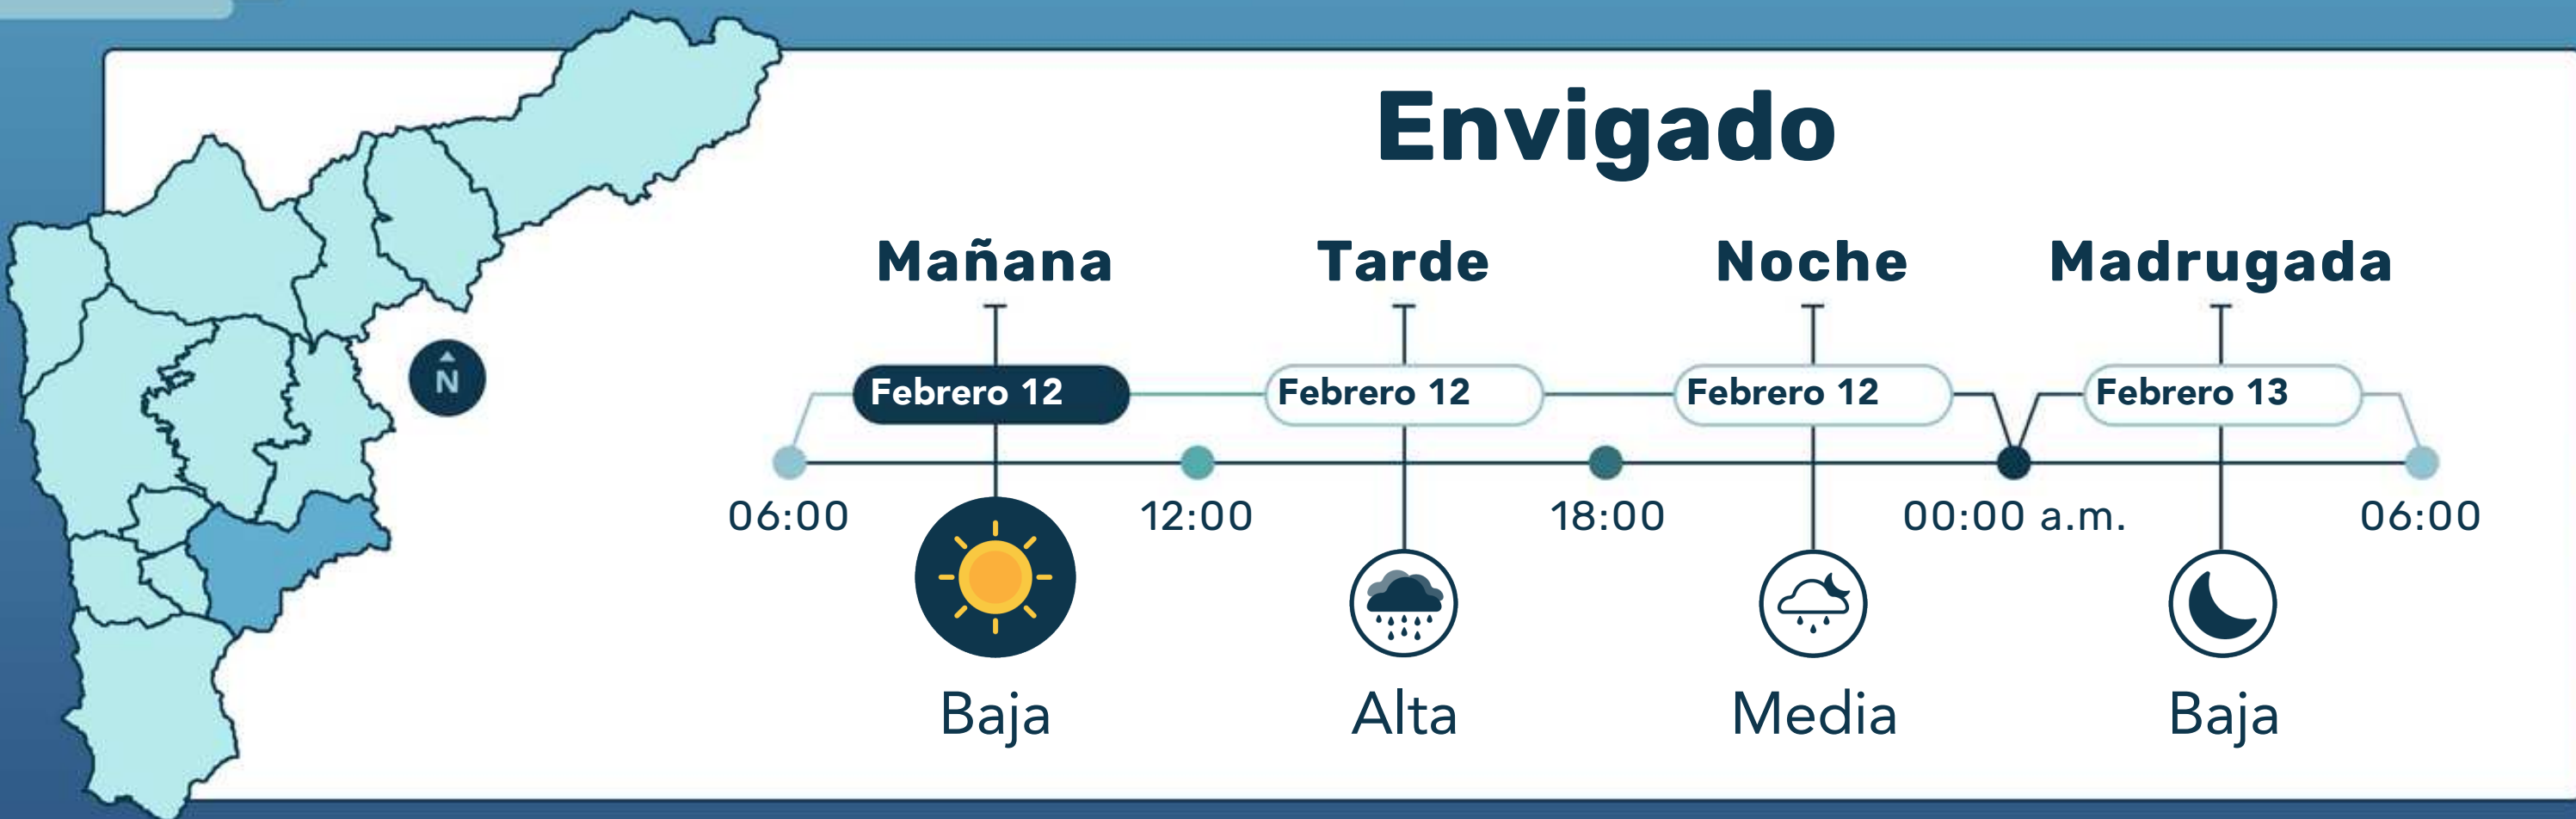 Envigado
Mañana Tarde Noche Madrugada
Febrero 12 Febrero 12 Febrero 12 Febrero 13
N
06:00 12:00 18:00 00:00 a.m. 06:00
Baja Alta Media Baja